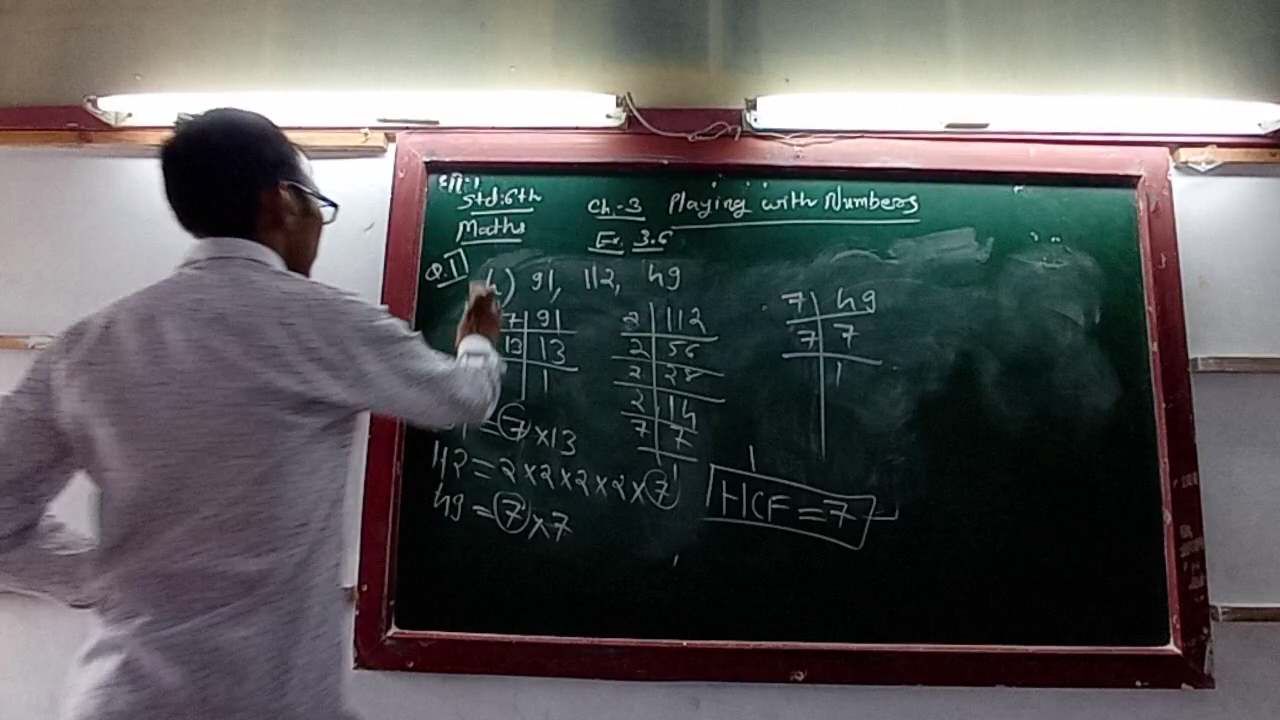 Std:6th
Maths
Ch.-3 Playing with Numbers
Ex. 3.6
Q.1] h) 91, 112, 49
7 | 91
13 | 13
1
2 | 112
2 | 56
2 | 28
2 | 14
7 | 7
1
7 | 49
7 | 7
1
= 7 × 13
112 = 2 × 2 × 2 × 2 × 7
49 = 7 × 7
HCF = 7